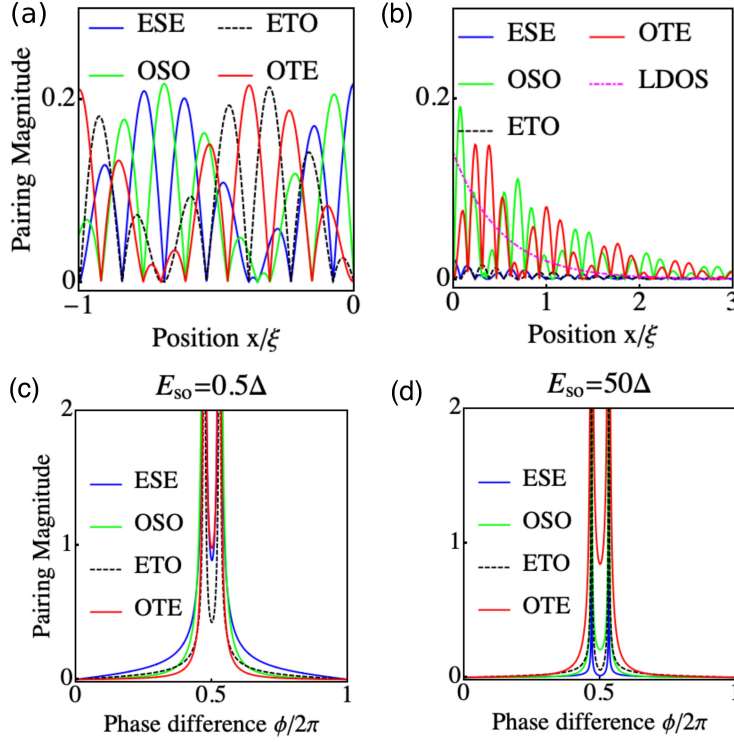 (a)
ESE
ETO
OSO
OTE
0.2
0
−1
0
Position x/ξ
Pairing Magnitude
(b)
ESE
OTE
OSO
LDOS
ETO
0.2
0
0
1
2
3
Position x/ξ
(c)
E_so=0.5Δ
2
1
0
ESE
OSO
ETO
OTE
0
0.5
1
Phase difference ϕ/2π
Pairing Magnitude
(d)
E_so=50Δ
2
1
0
ESE
OSO
ETO
OTE
0
0.5
1
Phase difference ϕ/2π